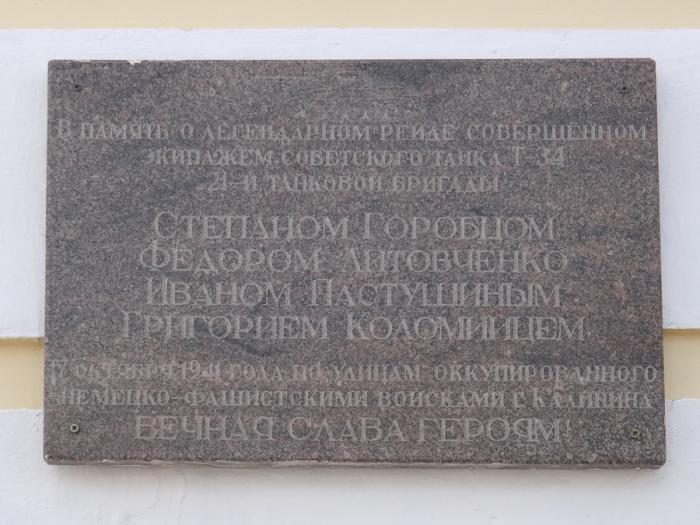 В ПАМЯТЬ О ЛЕГЕНДАРНОМ РЕЙДЕ СОВЕРШЕННОМ
ЭКИПАЖЕМ СОВЕТСКОГО ТАНКА Т-34
21-Й ТАНКОВОЙ БРИГАДЫ
СТЕПАНОМ ГОРОБЦОМ
ФЕДОРОМ ЛИТОВЧЕНКО
ИВАНОМ ПАСТУШИНЫМ
ГРИГОРИЕМ КОЛОМИЙЦЕМ
17 ОКТЯБРЯ 1941 ГОДА ПО УЛИЦАМ ОККУПИРОВАННОГО
НЕМЕЦКО-ФАШИСТСКИМИ ВОЙСКАМИ Г. КАЛИНИНА
ВЕЧНАЯ СЛАВА ГЕРОЯМ!